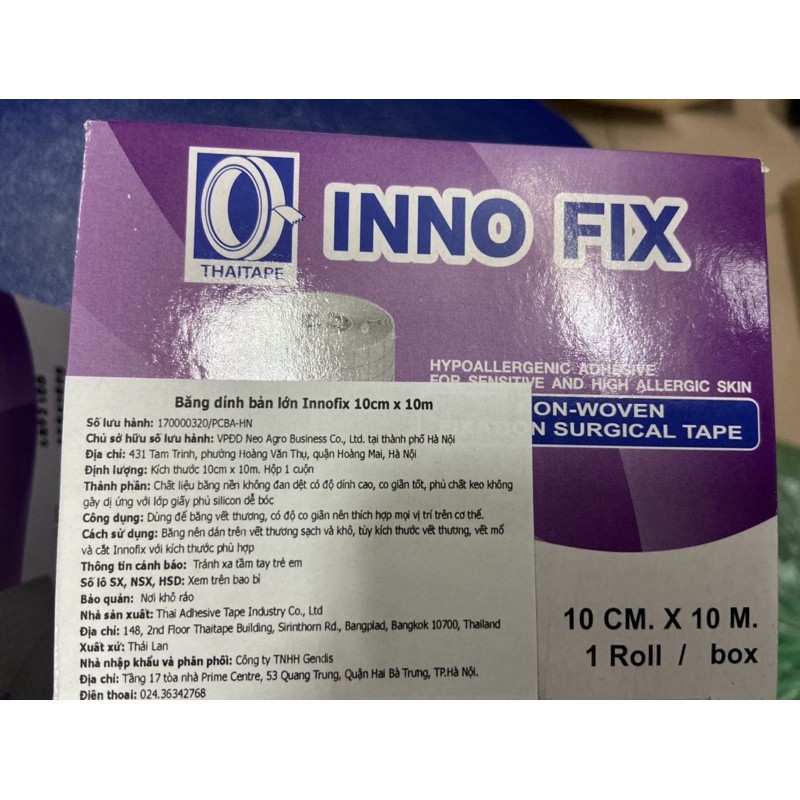 INNO FIX
THAITAPE
HYPOALLERGENIC ADHESIVE
FOR SENSITIVE AND HIGH ALLERGIC SKIN
ON-WOVEN
SURGICAL TAPE
Băng dính bản lớn Innofix 10cm x 10m
Số lưu hành: 170000320/PCBA-HN
Chủ sở hữu số lưu hành: VPĐD Neo Agro Business Co., Ltd. tại thành phố Hà Nội
Địa chỉ: 431 Tam Trinh, phường Hoàng Văn Thụ, quận Hoàng Mai, Hà Nội
Định lượng: Kích thước 10cm x 10m. Hộp 1 cuộn
Thành phần: Chất liệu băng nền không đan dệt có độ dính cao, co giãn tốt, phủ chất keo không
gây dị ứng với lớp giấy phủ silicon dễ bóc
Công dụng: Dùng để băng vết thương, có độ co giãn nên thích hợp mọi vị trí trên cơ thể.
Cách sử dụng: Băng nên dán trên vết thương sạch và khô, tùy kích thước vết thương, vết mổ
và cắt Innofix với kích thước phù hợp
Thông tin cảnh báo: Tránh xa tầm tay trẻ em
Số lô SX, NSX, HSD: Xem trên bao bì
Bảo quản: Nơi khô ráo
Nhà sản xuất: Thai Adhesive Tape Industry Co., Ltd
Địa chỉ: 148, 2nd Floor Thaitape Building, Sirinthorn Rd., Bangplad, Bangkok 10700, Thailand
Xuất xứ: Thái Lan
Nhà nhập khẩu và phân phối: Công ty TNHH Gendis
Địa chỉ: Tầng 17 tòa nhà Prime Centre, 53 Quang Trung, Quận Hai Bà Trưng, TP.Hà Nội.
Điện thoại: 024.36342768
10 CM. X 10 M.
1 Roll / box